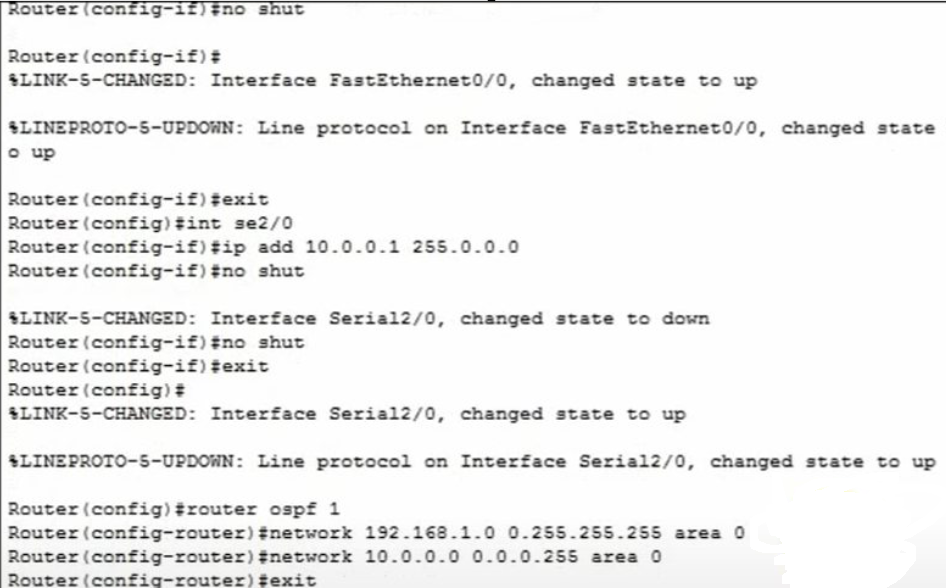 Router(config-if)#no shut
Router(config-if)#
%LINK-5-CHANGED: Interface FastEthernet0/0, changed state to up
%LINEPROTO-5-UPDOWN: Line protocol on Interface FastEthernet0/0, changed state
o up
Router(config-if)#exit
Router(config)#int se2/0
Router(config-if)#ip add 10.0.0.1 255.0.0.0
Router(config-if)#no shut
%LINK-5-CHANGED: Interface Serial2/0, changed state to down
Router(config-if)#no shut
Router(config-if)#exit
Router(config)#
%LINK-5-CHANGED: Interface Serial2/0, changed state to up
%LINEPROTO-5-UPDOWN: Line protocol on Interface Serial2/0, changed state to up
Router(config)#router ospf 1
Router(config-router)#network 192.168.1.0 0.255.255.255 area 0
Router(config-router)#network 10.0.0.0 0.0.0.255 area 0
Router(config-router)#exit